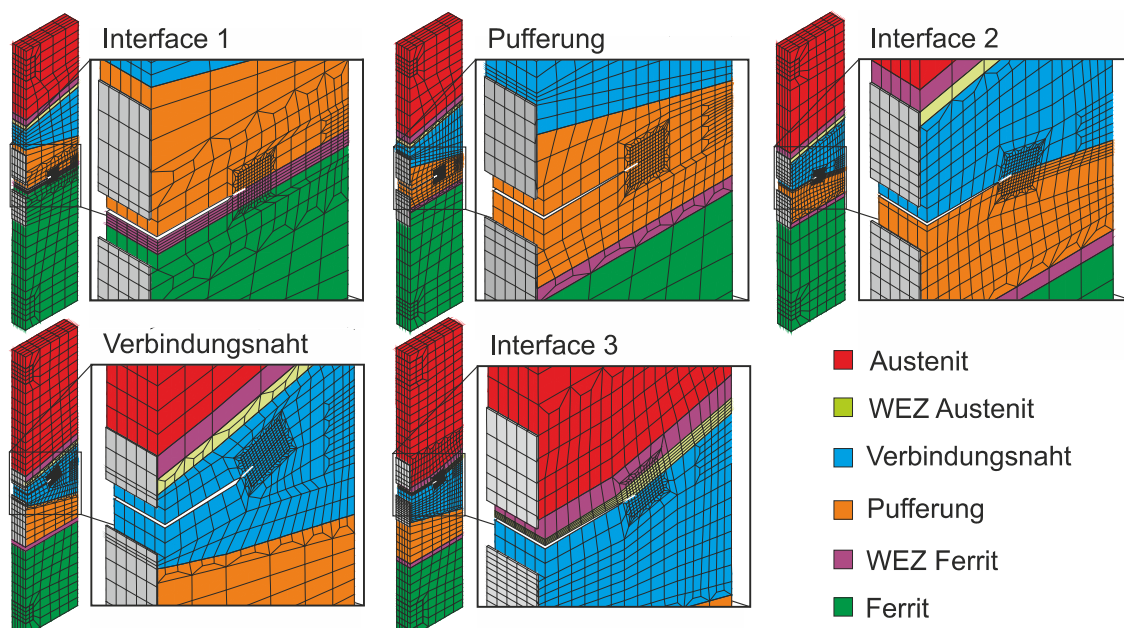 Interface 1
Pufferung
Interface 2
Verbindungsnaht
Interface 3
Austenit
WEZ Austenit
Verbindungsnaht
Pufferung
WEZ Ferrit
Ferrit